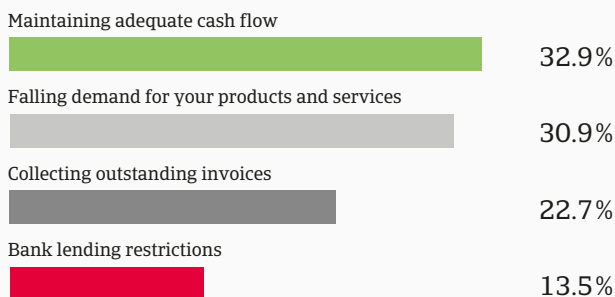 Maintaining adequate cash flow
32.9%
Falling demand for your products and services
30.9%
Collecting outstanding invoices
22.7%
Bank lending restrictions
13.5%